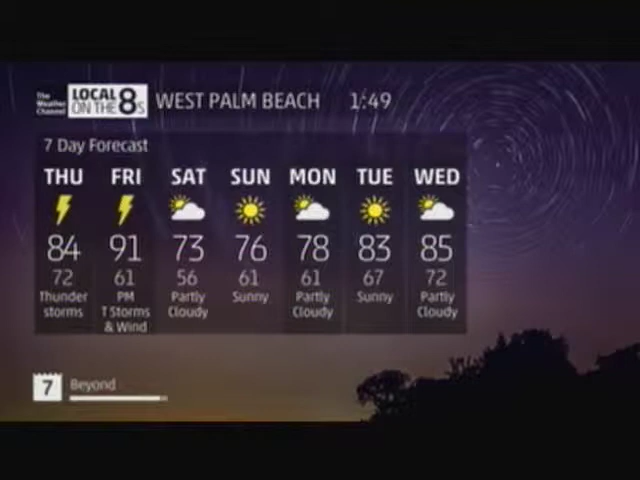 The Weather Channel
LOCAL ON THE 8s
WEST PALM BEACH 1:49
7 Day Forecast
THU FRI SAT SUN MON TUE WED
84 91 73 76 78 83 85
72 61 56 61 61 67 72
Thunder PM Partly Sunny Partly Sunny Partly
storms T Storms Cloudy Cloudy Cloudy
& Wind
7 Beyond